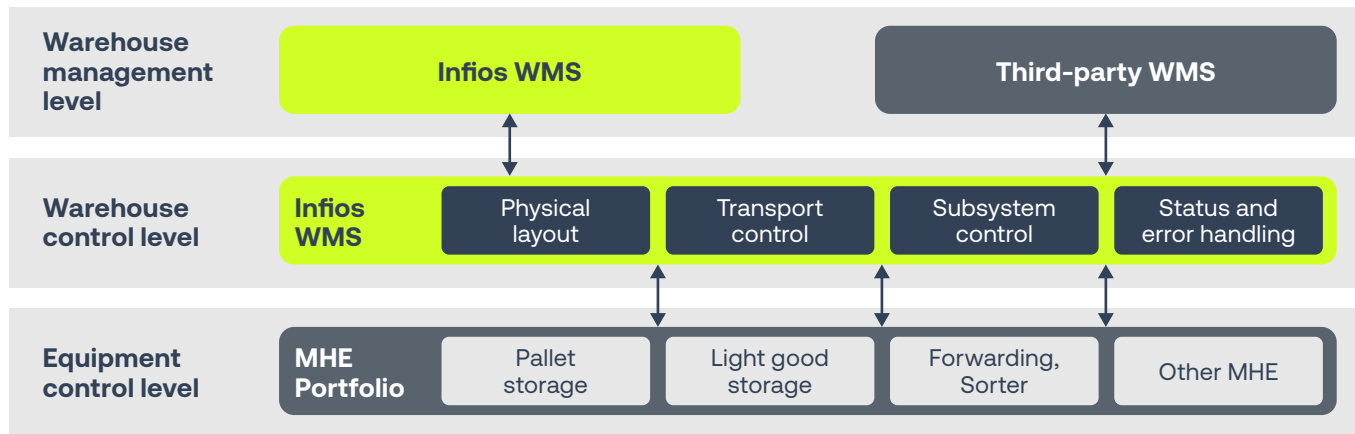 Warehouse
management
level
Infios WMS
Third-party WMS
Warehouse
control level
Infios
WMS
Physical
layout
Transport
control
Subsystem
control
Status and
error handling
Equipment
control level
MHE
Portfolio
Pallet
storage
Light good
storage
Forwarding,
Sorter
Other MHE